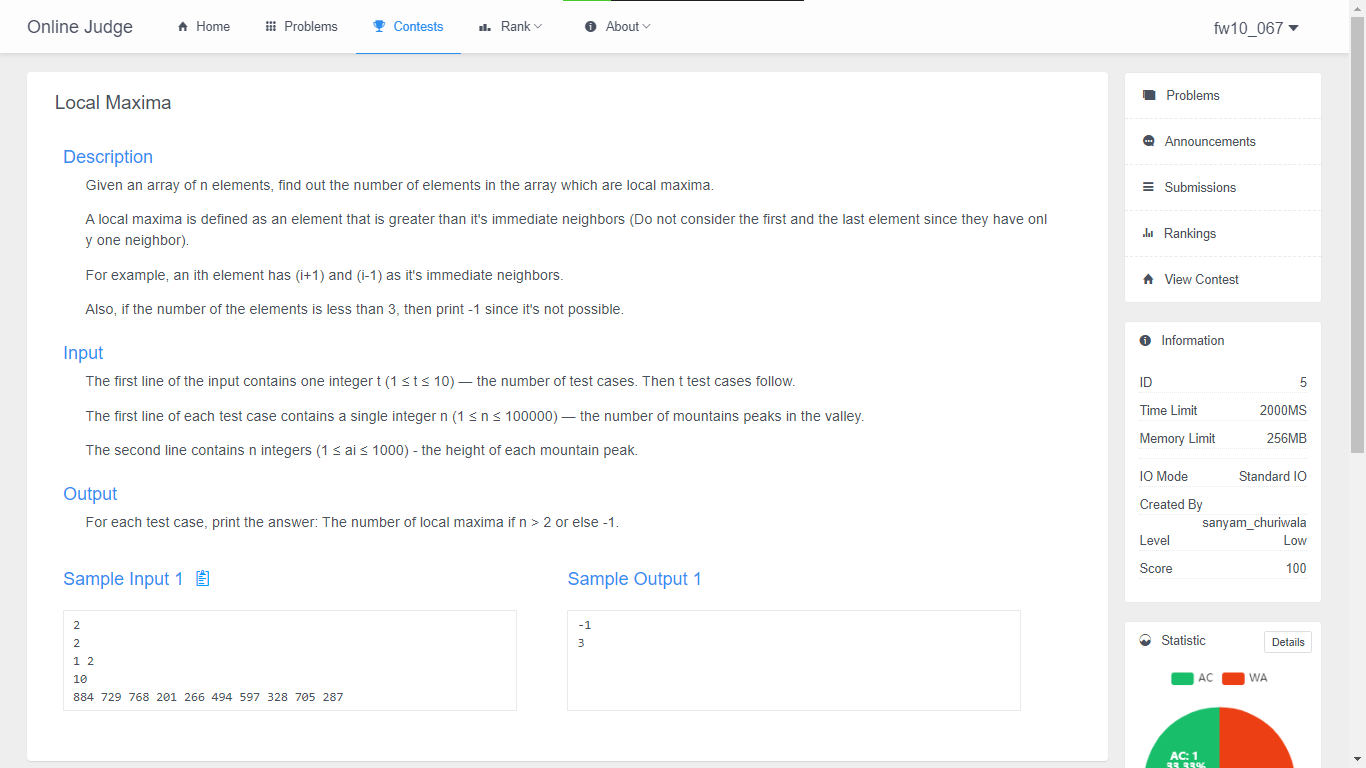 Online Judge
Home
Problems
Contests
Rank
About
fw10_067
Local Maxima
Description
Given an array of n elements, find out the number of elements in the array which are local maxima.
A local maxima is defined as an element that is greater than it's immediate neighbors (Do not consider the first and the last element since they have onl
y one neighbor).
For example, an ith element has (i+1) and (i-1) as it's immediate neighbors.
Also, if the number of the elements is less than 3, then print -1 since it's not possible.
Input
The first line of the input contains one integer t (1 ≤ t ≤ 10) — the number of test cases. Then t test cases follow.
The first line of each test case contains a single integer n (1 ≤ n ≤ 100000) — the number of mountains peaks in the valley.
The second line contains n integers (1 ≤ ai ≤ 1000) - the height of each mountain peak.
Output
For each test case, print the answer: The number of local maxima if n > 2 or else -1.
Sample Input 1
2
2
1 2
10
884 729 768 201 266 494 597 328 705 287
Sample Output 1
-1
3
Problems
Announcements
Submissions
Rankings
View Contest
Information
ID 5
Time Limit 2000MS
Memory Limit 256MB
IO Mode Standard IO
Created By
sanyam_churiwala
Level Low
Score 100
Statistic Details
AC WA
AC: 1
33.33%